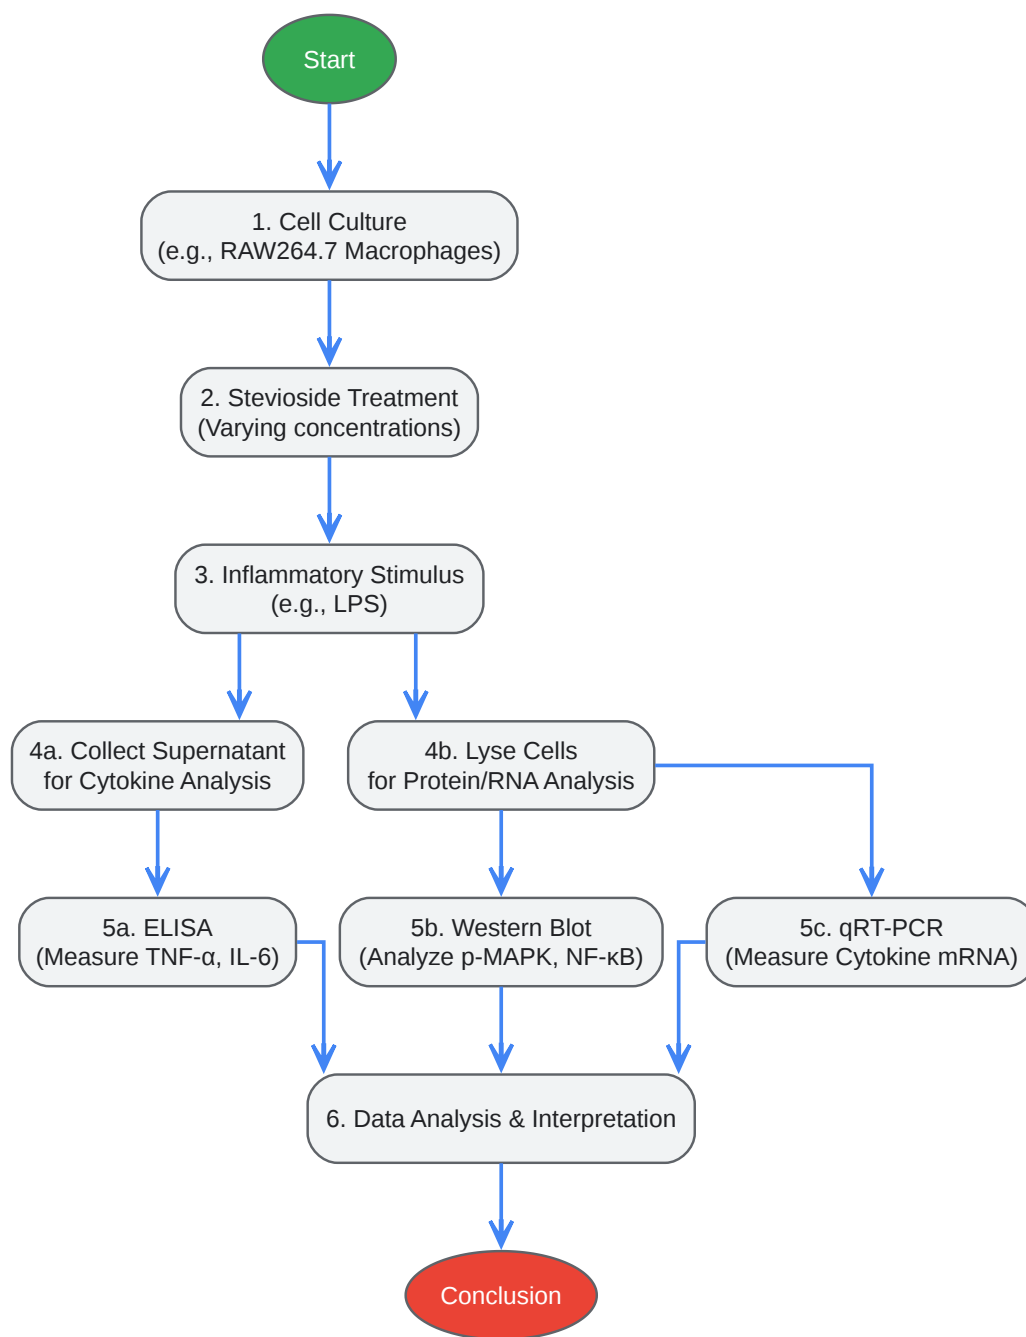 Start
1. Cell Culture
(e.g., RAW264.7 Macrophages)
2. Stevioside Treatment
(Varying concentrations)
3. Inflammatory Stimulus
(e.g., LPS)
4a. Collect Supernatant
for Cytokine Analysis
4b. Lyse Cells
for Protein/RNA Analysis
5a. ELISA
(Measure TNF-α, IL-6)
5b. Western Blot
(Analyze p-MAPK, NF-κB)
5c. qRT-PCR
(Measure Cytokine mRNA)
6. Data Analysis & Interpretation
Conclusion